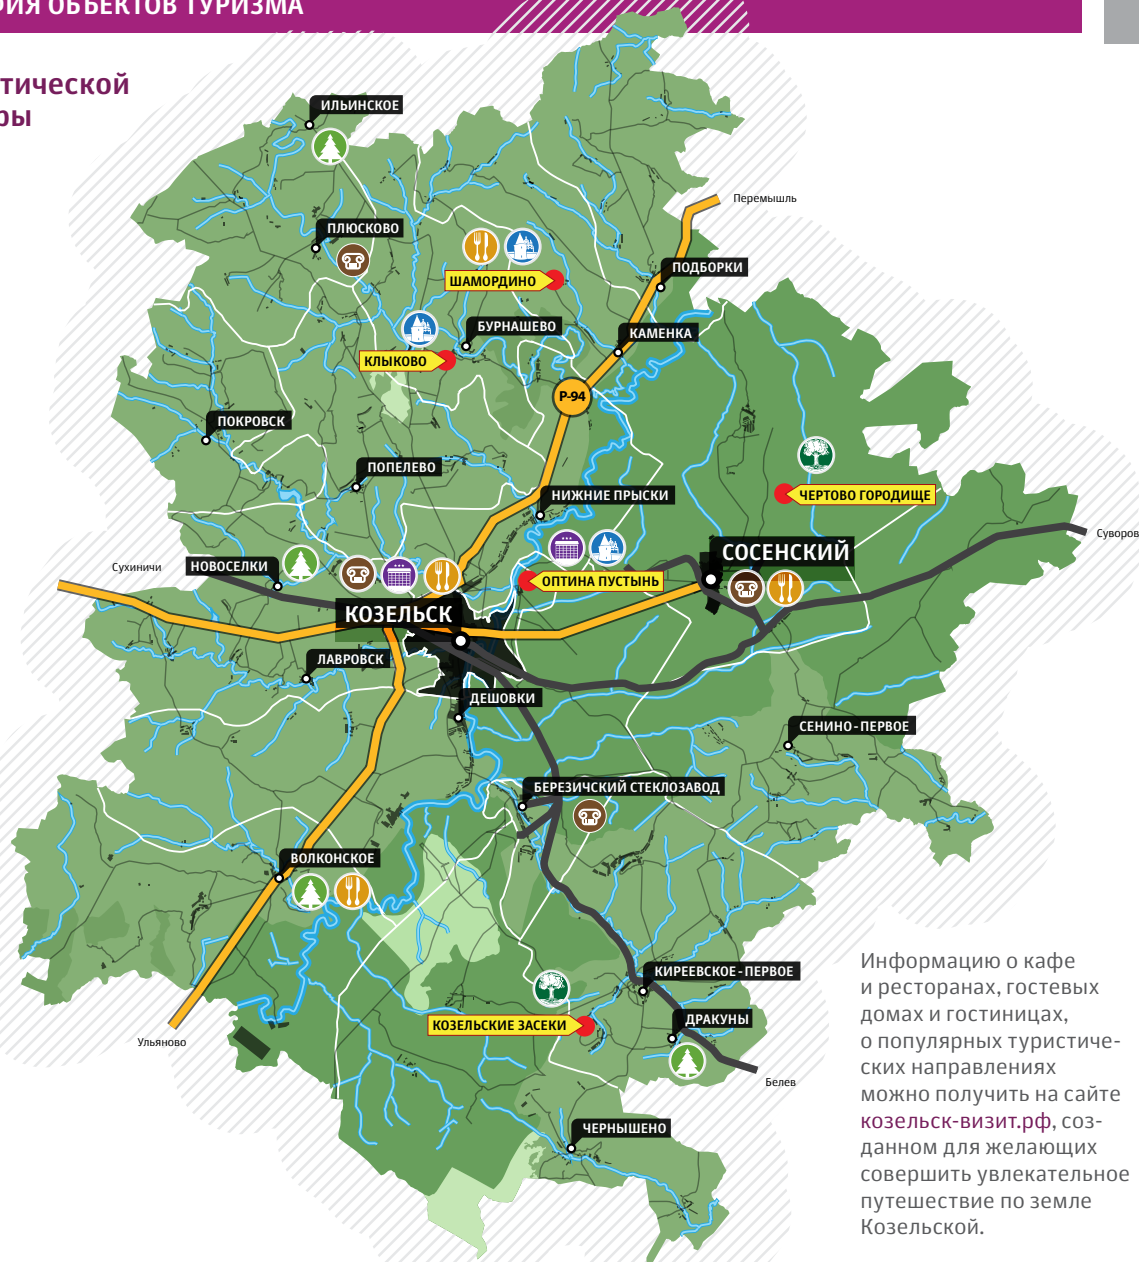 ФИЯ ОБЪЕКТОВ ТУРИЗМА
тической
ры
ИЛЬИНСКОЕ
Перемышль
ПЛЮСКОВО
ПОДБОРКИ
ШАМОРДИНО
БУРНАШЕВО
КАМЕНКА
КЛЫКОВО
Р-94
ПОКРОВСК
ПОПЕЛЕВО
НИЖНИЕ ПРЫСКИ
ЧЕРТОВО ГОРОДИЩЕ
Суворов
СОСЕНСКИЙ
Сухиничи
НОВОСЕЛКИ
ОПТИНА ПУСТЫНЬ
КОЗЕЛЬСК
ЛАВРОВСК
ДЕШОВКИ
СЕНИНО-ПЕРВОЕ
БЕРЕЗИЧСКИЙ СТЕКЛОЗАВОД
ВОЛКОНСКОЕ
КИРЕЕВСКОЕ-ПЕРВОЕ
КОЗЕЛЬСКИЕ ЗАСЕКИ
ДРАКУНЫ
Ульяново
Белев
ЧЕРНЫШЕНО
Информацию о кафе
и ресторанах, гостевых
домах и гостиницах,
о популярных туристиче-
ских направлениях
можно получить на сайте
козельск-визит.рф, соз-
данном для желающих
совершить увлекательное
путешествие по земле
Козельской.